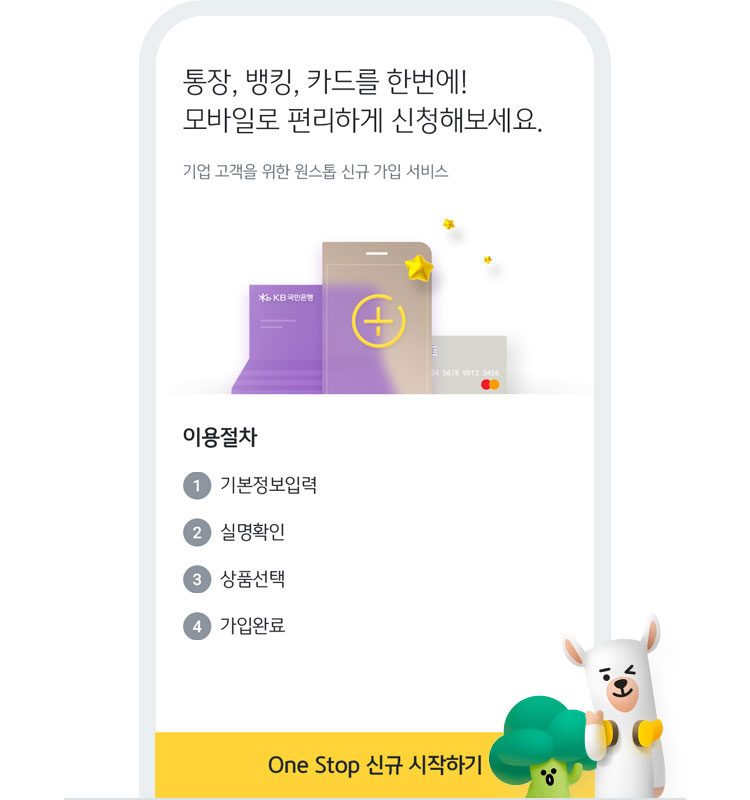 통장, 뱅킹, 카드를 한번에!
모바일로 편리하게 신청해보세요.
기업 고객을 위한 원스톱 신규 가입 서비스
KB 국민은행
34 5678 9012 3456
이용절차
1 기본정보입력
2 실명확인
3 상품선택
4 가입완료
One Stop 신규 시작하기